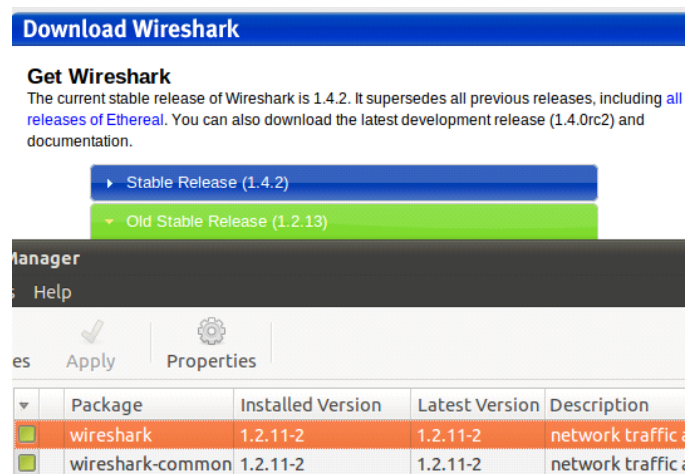 Download Wireshark
Get Wireshark
The current stable release of Wireshark is 1.4.2. It supersedes all previous releases, including all
releases of Ethereal. You can also download the latest development release (1.4.0rc2) and
documentation.
Stable Release (1.4.2)
Old Stable Release (1.2.13)
Manager
Help
Apply Properties
Package Installed Version Latest Version Description
wireshark 1.2.11-2 1.2.11-2 network traffic
wireshark-common 1.2.11-2 1.2.11-2 network traffic